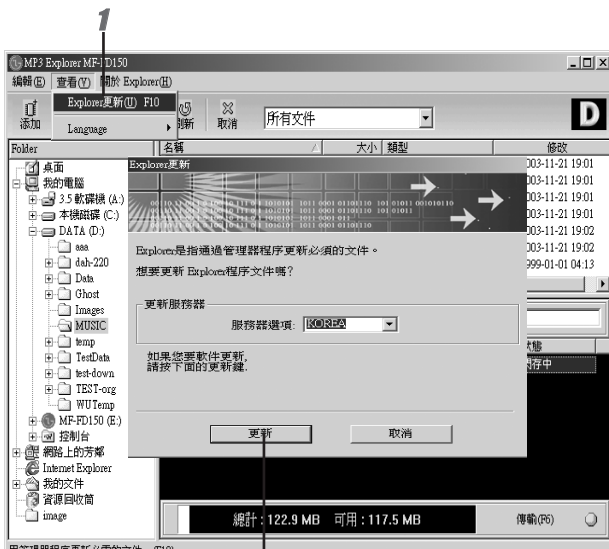 1
MP3 Explorer MF-FD150
編輯(E) 查看(V) 關於 Explorer(H)
Explorer更新(U) F10
Language
添加 刷新 取消 所有文件
D
Folder 名稱 大小 類型 修改
桌面
我的電腦
3.5 軟碟機 (A:)
本機磁碟 (C:)
DATA (D:)
aaa
dah-220
Data
Ghost
Images
MUSIC
temp
TestData
test-down
TEST-org
WUTemp
MF-FD150 (E:)
控制台
網路上的芳鄰
Internet Explorer
我的文件
資源回收筒
image
003-11-21 19:01
003-11-21 19:01
003-11-21 19:01
003-11-21 19:01
003-11-21 19:02
003-11-21 19:02
999-01-01 04:13
Explorer更新
Explorer是指通過管理器程序更新必須的文件。
想要更新 Explorer程序文件嗎?
更新服務器
服務器選項: KOREA
如果您要軟件更新,
請按下面的更新鍵.
更新 取消
狀態
閃存中
總計 : 122.9 MB 可用 : 117.5 MB 傳輸(F6)